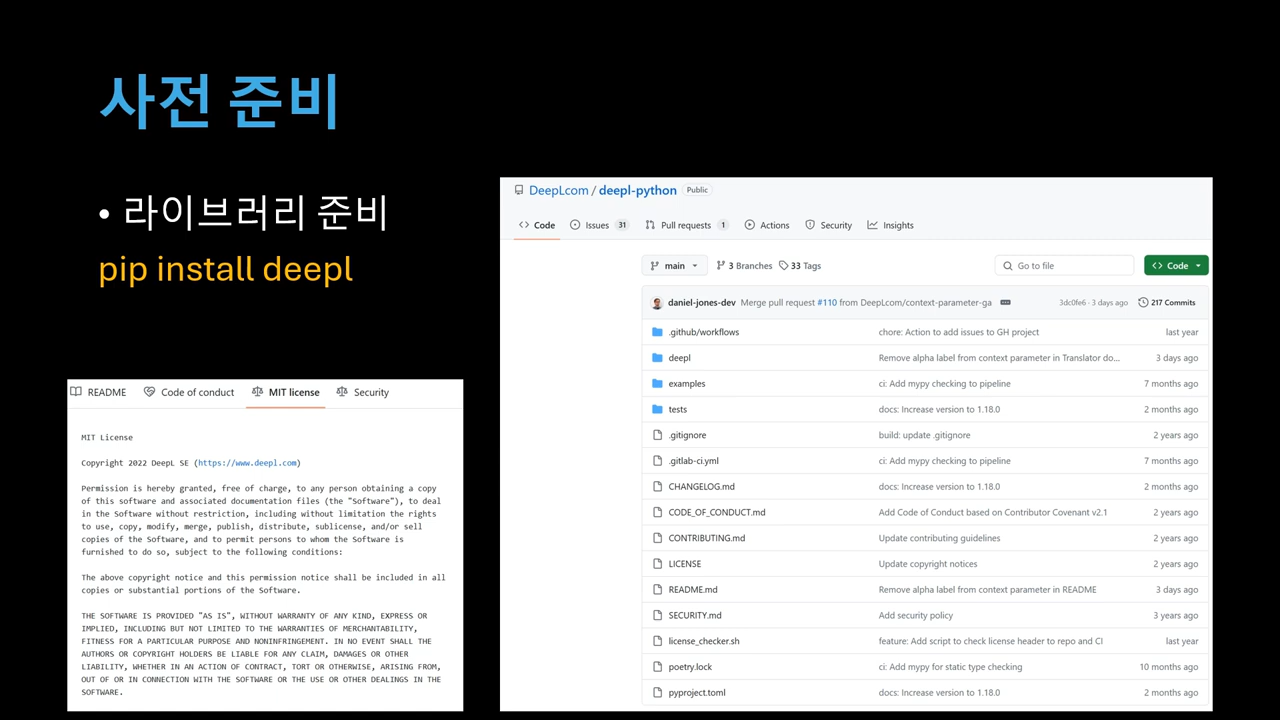 사전 준비
• 라이브러리 준비
pip install deepl
README Code of conduct MIT license Security
MIT License
Copyright 2022 DeepL SE (https://www.deepl.com)
Permission is hereby granted, free of charge, to any person obtaining a copy
of this software and associated documentation files (the "Software"), to deal
in the Software without restriction, including without limitation the rights
to use, copy, modify, merge, publish, distribute, sublicense, and/or sell
copies of the Software, and to permit persons to whom the Software is
furnished to do so, subject to the following conditions:
The above copyright notice and this permission notice shall be included in all
copies or substantial portions of the Software.
THE SOFTWARE IS PROVIDED "AS IS", WITHOUT WARRANTY OF ANY KIND, EXPRESS OR
IMPLIED, INCLUDING BUT NOT LIMITED TO THE WARRANTIES OF MERCHANTABILITY,
FITNESS FOR A PARTICULAR PURPOSE AND NONINFRINGEMENT. IN NO EVENT SHALL THE
AUTHORS OR COPYRIGHT HOLDERS BE LIABLE FOR ANY CLAIM, DAMAGES OR OTHER
LIABILITY, WHETHER IN AN ACTION OF CONTRACT, TORT OR OTHERWISE, ARISING FROM,
OUT OF OR IN CONNECTION WITH THE SOFTWARE OR THE USE OR OTHER DEALINGS IN THE
SOFTWARE.
DeepLcom / deepl-python Public
Code Issues 31 Pull requests 1 Actions Security Insights
main 3 Branches 33 Tags Go to file Code
daniel-jones-dev Merge pull request #110 from DeepLcom/context-parameter-ga 3dc0fe6 · 3 days ago 217 Commits
.github/workflows chore: Action to add issues to GH project last year
deepl Remove alpha label from context parameter in Translator do... 3 days ago
examples ci: Add mypy checking to pipeline 7 months ago
tests docs: Increase version to 1.18.0 2 months ago
.gitignore build: update .gitignore 2 years ago
.gitlab-ci.yml ci: Add mypy checking to pipeline 7 months ago
CHANGELOG.md docs: Increase version to 1.18.0 2 months ago
CODE_OF_CONDUCT.md Add Code of Conduct based on Contributor Covenant v2.1 2 years ago
CONTRIBUTING.md Update contributing guidelines 2 years ago
LICENSE Update copyright notices 2 years ago
README.md Remove alpha label from context parameter in README 3 days ago
SECURITY.md Add security policy 3 years ago
license_checker.sh feature: Add script to check license header to repo and CI last year
poetry.lock ci: Add mypy for static type checking 10 months ago
pyproject.toml docs: Increase version to 1.18.0 2 months ago